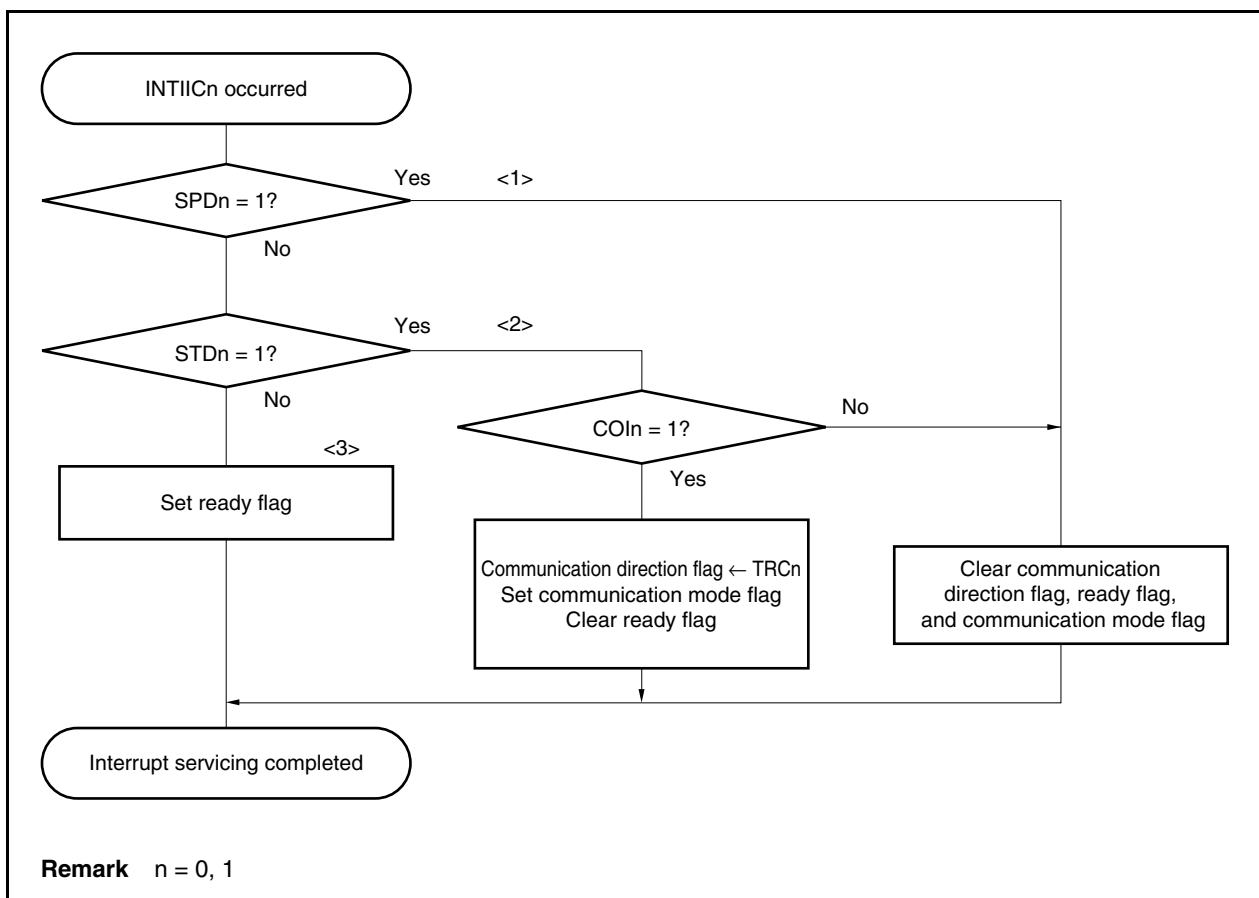 INTIICn occurred
Yes
<1>
SPDn = 1?
No
Yes
<2>
STDn = 1?
No
No
COIn = 1?
<3>
Yes
Set ready flag
Communication direction flag ← TRCn
Set communication mode flag
Clear ready flag
Clear communication
direction flag, ready flag,
and communication mode flag
Interrupt servicing completed
Remark n = 0, 1